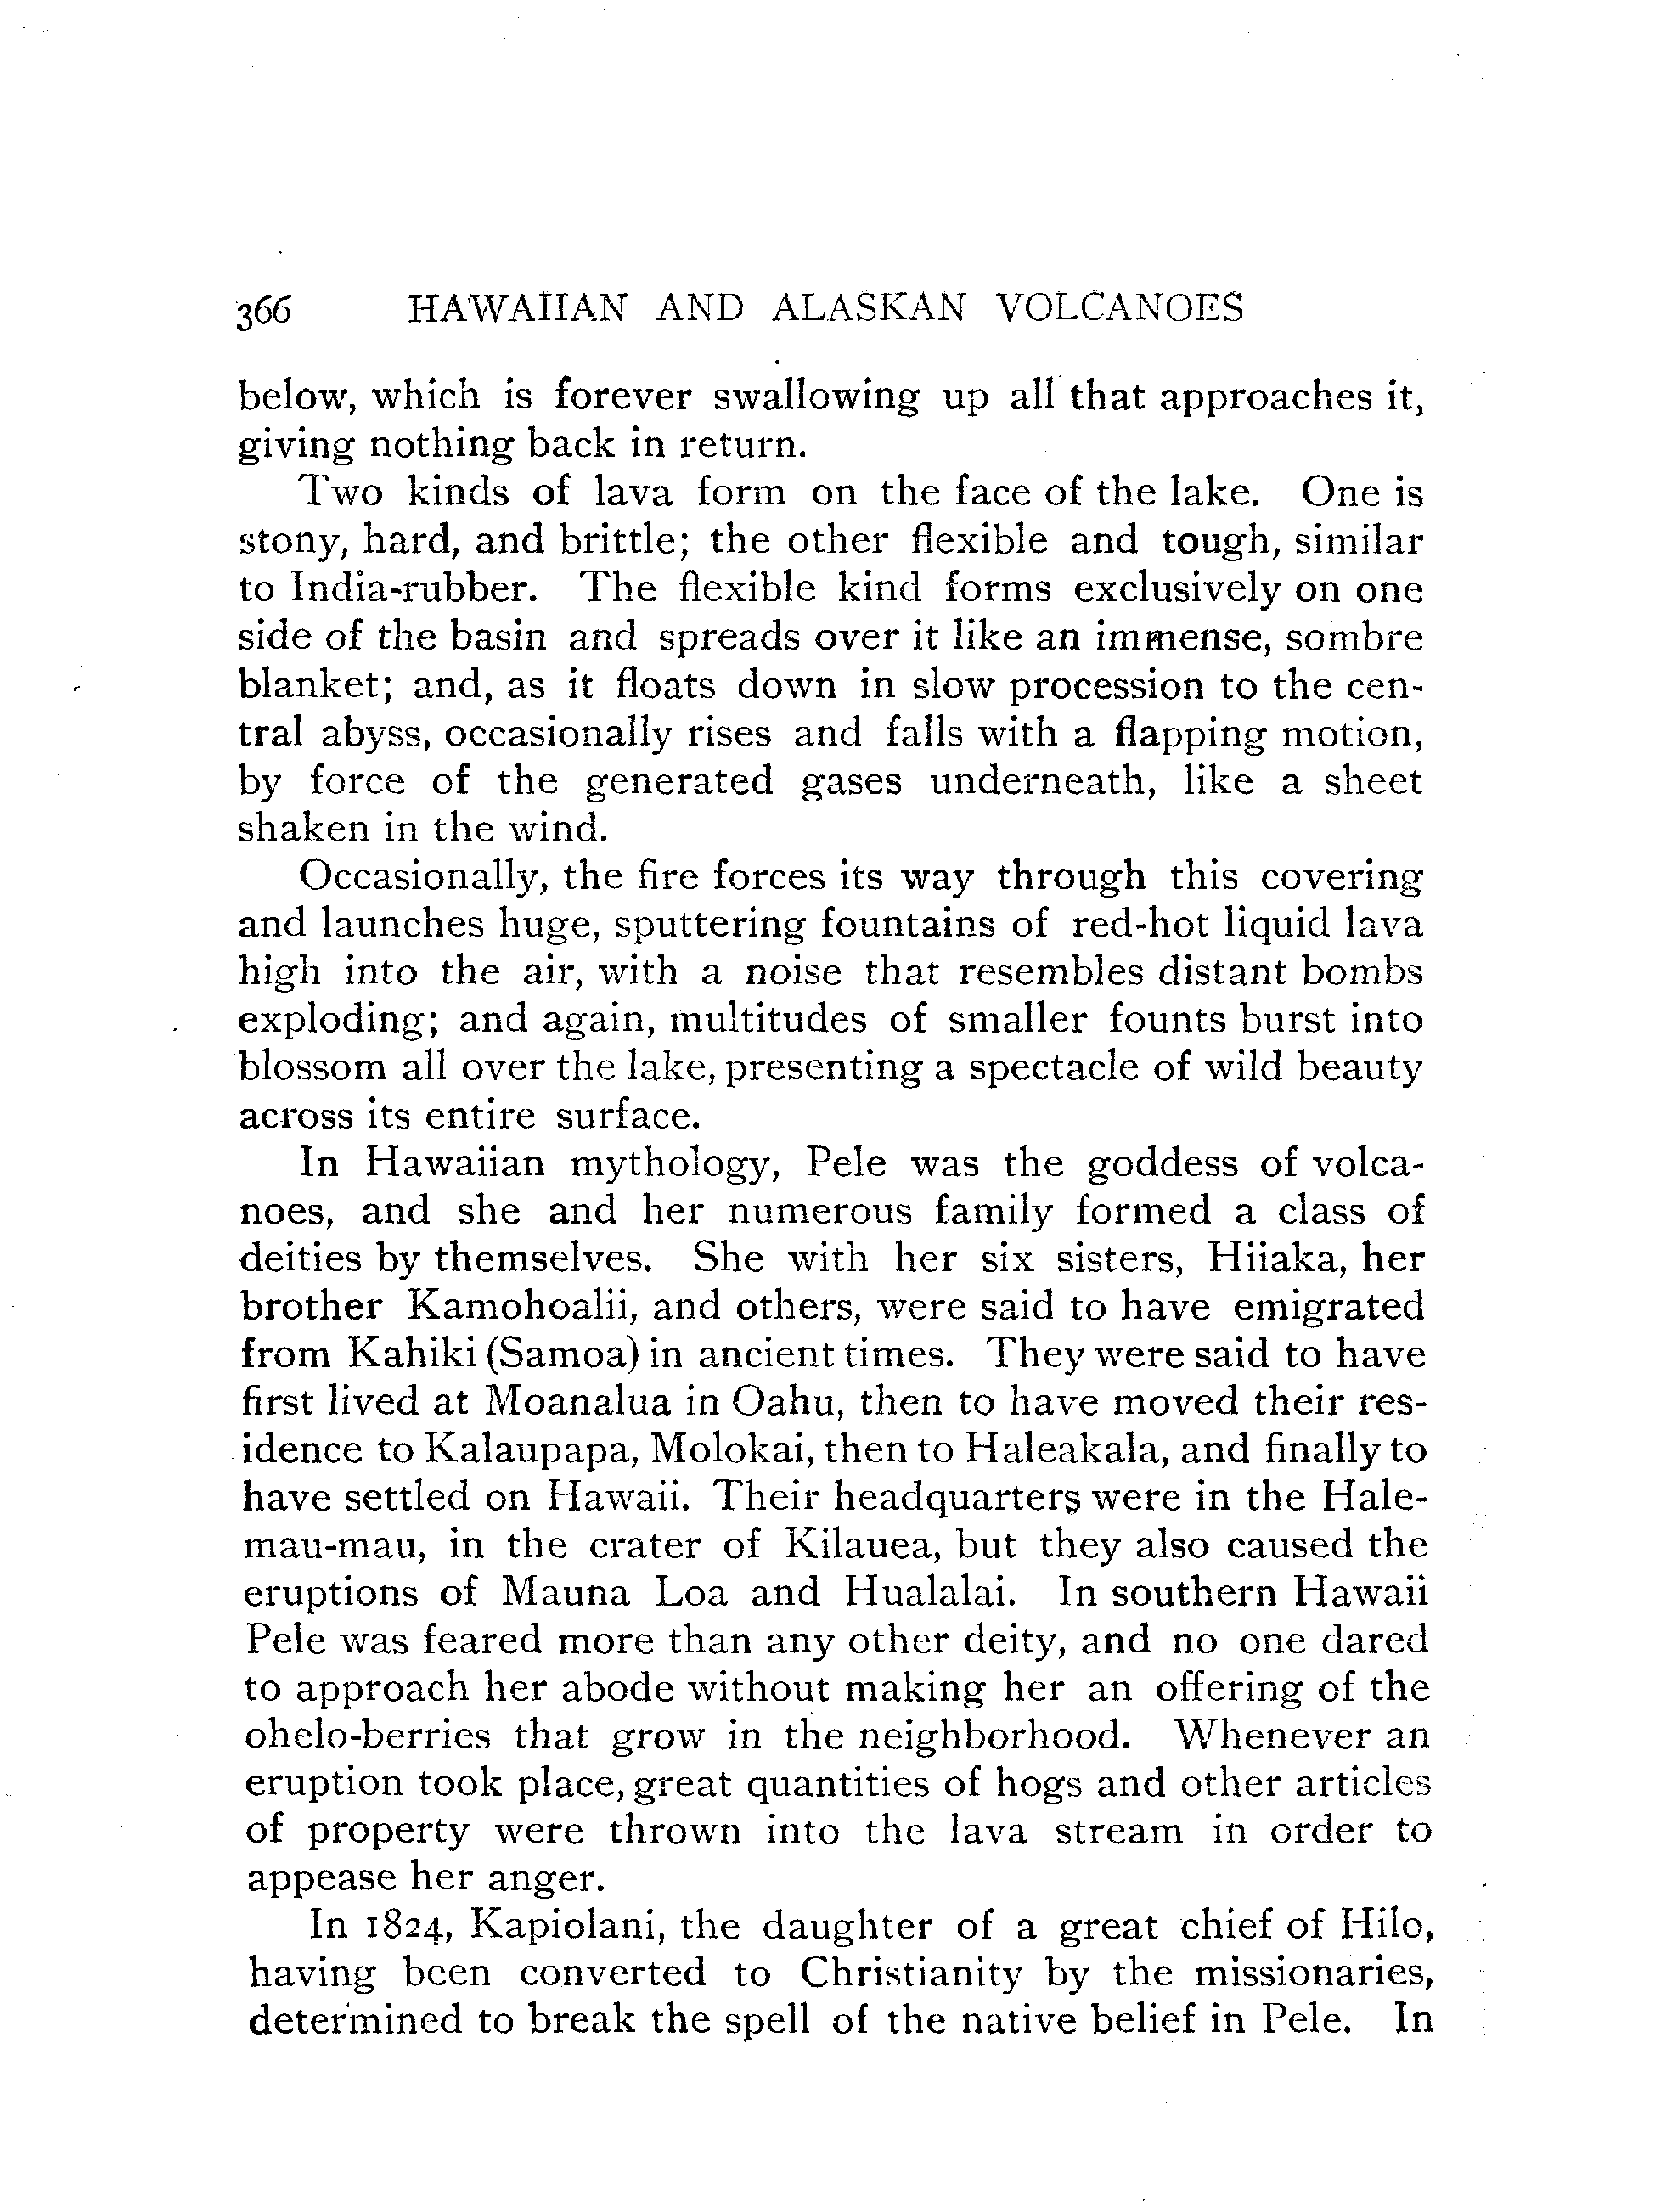 366 HAWAIIAN AND ALASKAN VOLCANOES
below, which is forever swallowing up all that approaches it,
giving nothing back in return.
Two kinds of lava form on the face of the lake. One is
stony, hard, and brittle; the other flexible and tough, similar
to India-rubber. The flexible kind forms exclusively on one
side of the basin and spreads over it like an immense, sombre
blanket; and, as it floats down in slow procession to the cen-
tral abyss, occasionally rises and falls with a flapping motion,
by force of the generated gases underneath, like a sheet
shaken in the wind.
Occasionally, the fire forces its way through this covering
and launches huge, sputtering fountains of red-hot liquid lava
high into the air, with a noise that resembles distant bombs
exploding; and again, multitudes of smaller founts burst into
blossom all over the lake, presenting a spectacle of wild beauty
across its entire surface.
In Hawaiian mythology, Pele was the goddess of volca-
noes, and she and her numerous family formed a class of
deities by themselves. She with her six sisters, Hiiaka, her
brother Kamohoalii, and others, were said to have emigrated
from Kahiki (Samoa) in ancient times. They were said to have
first lived at Moanalua in Oahu, then to have moved their res-
idence to Kalaupapa, Molokai, then to Haleakala, and finally to
have settled on Hawaii. Their headquarters were in the Hale-
mau-mau, in the crater of Kilauea, but they also caused the
eruptions of Mauna Loa and Hualalai. In southern Hawaii
Pele was feared more than any other deity, and no one dared
to approach her abode without making her an offering of the
ohelo-berries that grow in the neighborhood. Whenever an
eruption took place, great quantities of hogs and other articles
of property were thrown into the lava stream in order to
appease her anger.
In 1824, Kapiolani, the daughter of a great chief of Hilo,
having been converted to Christianity by the missionaries,
determined to break the spell of the native belief in Pele. In